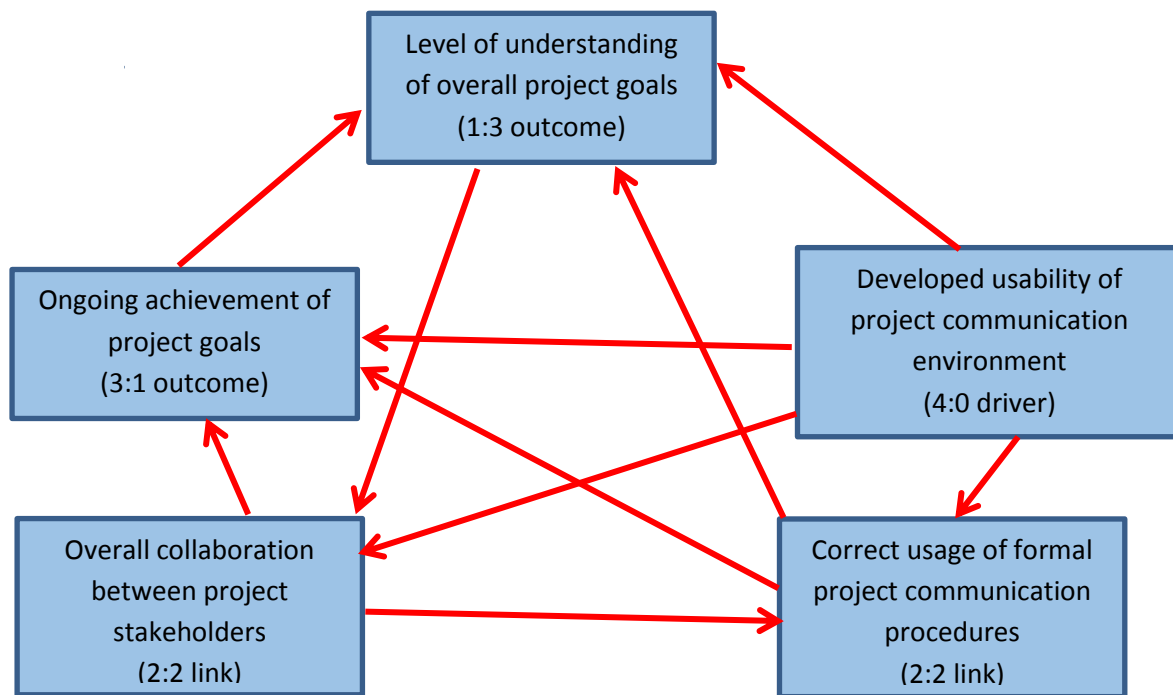 Level of understanding
of overall project goals
(1:3 outcome)
Ongoing achievement of
project goals
(3:1 outcome)
Developed usability of
project communication
environment
(4:0 driver)
Overall collaboration
between project
stakeholders
(2:2 link)
Correct usage of formal
project communication
procedures
(2:2 link)